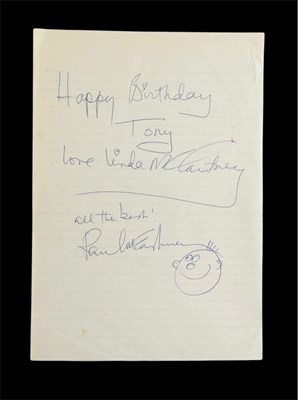 Happy Birthday
Tony
love Linda McCartney
all the best!
Paul McCartney